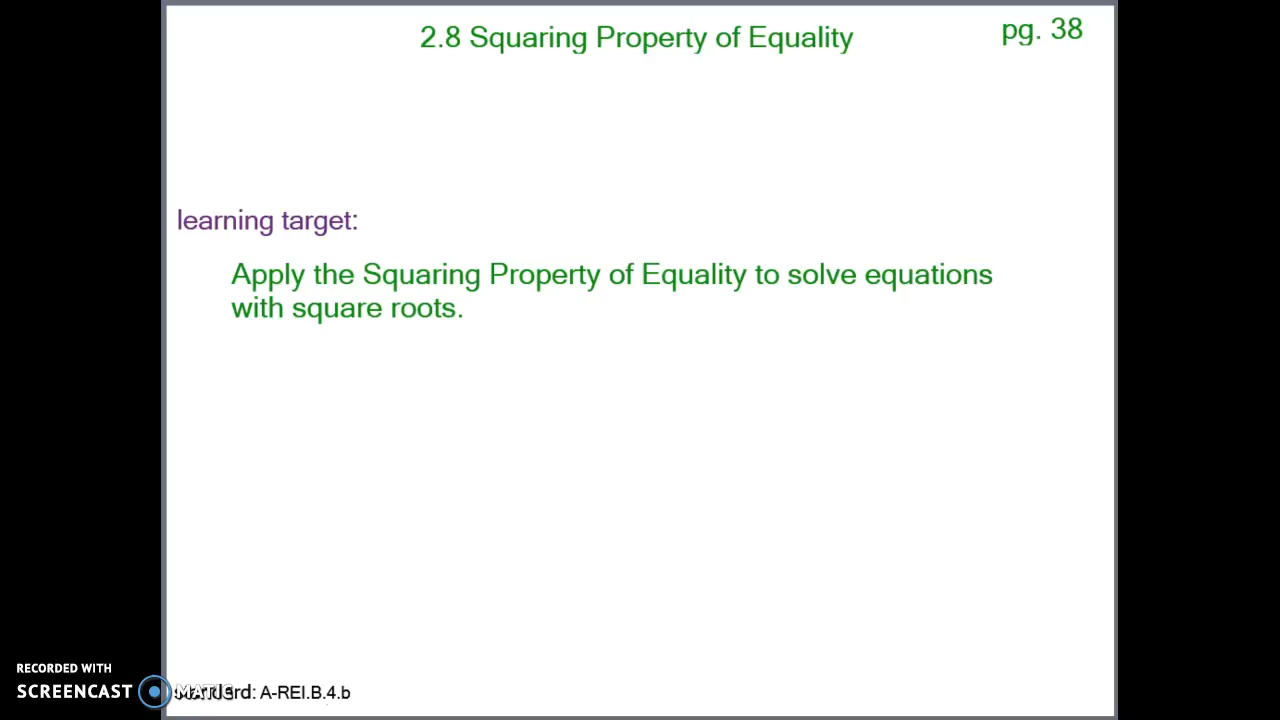 2.8 Squaring Property of Equality
pg. 38
learning target:
Apply the Squaring Property of Equality to solve equations
with square roots.
RECORDED WITH
SCREENCAST MATIC
A-REI.B.4.b